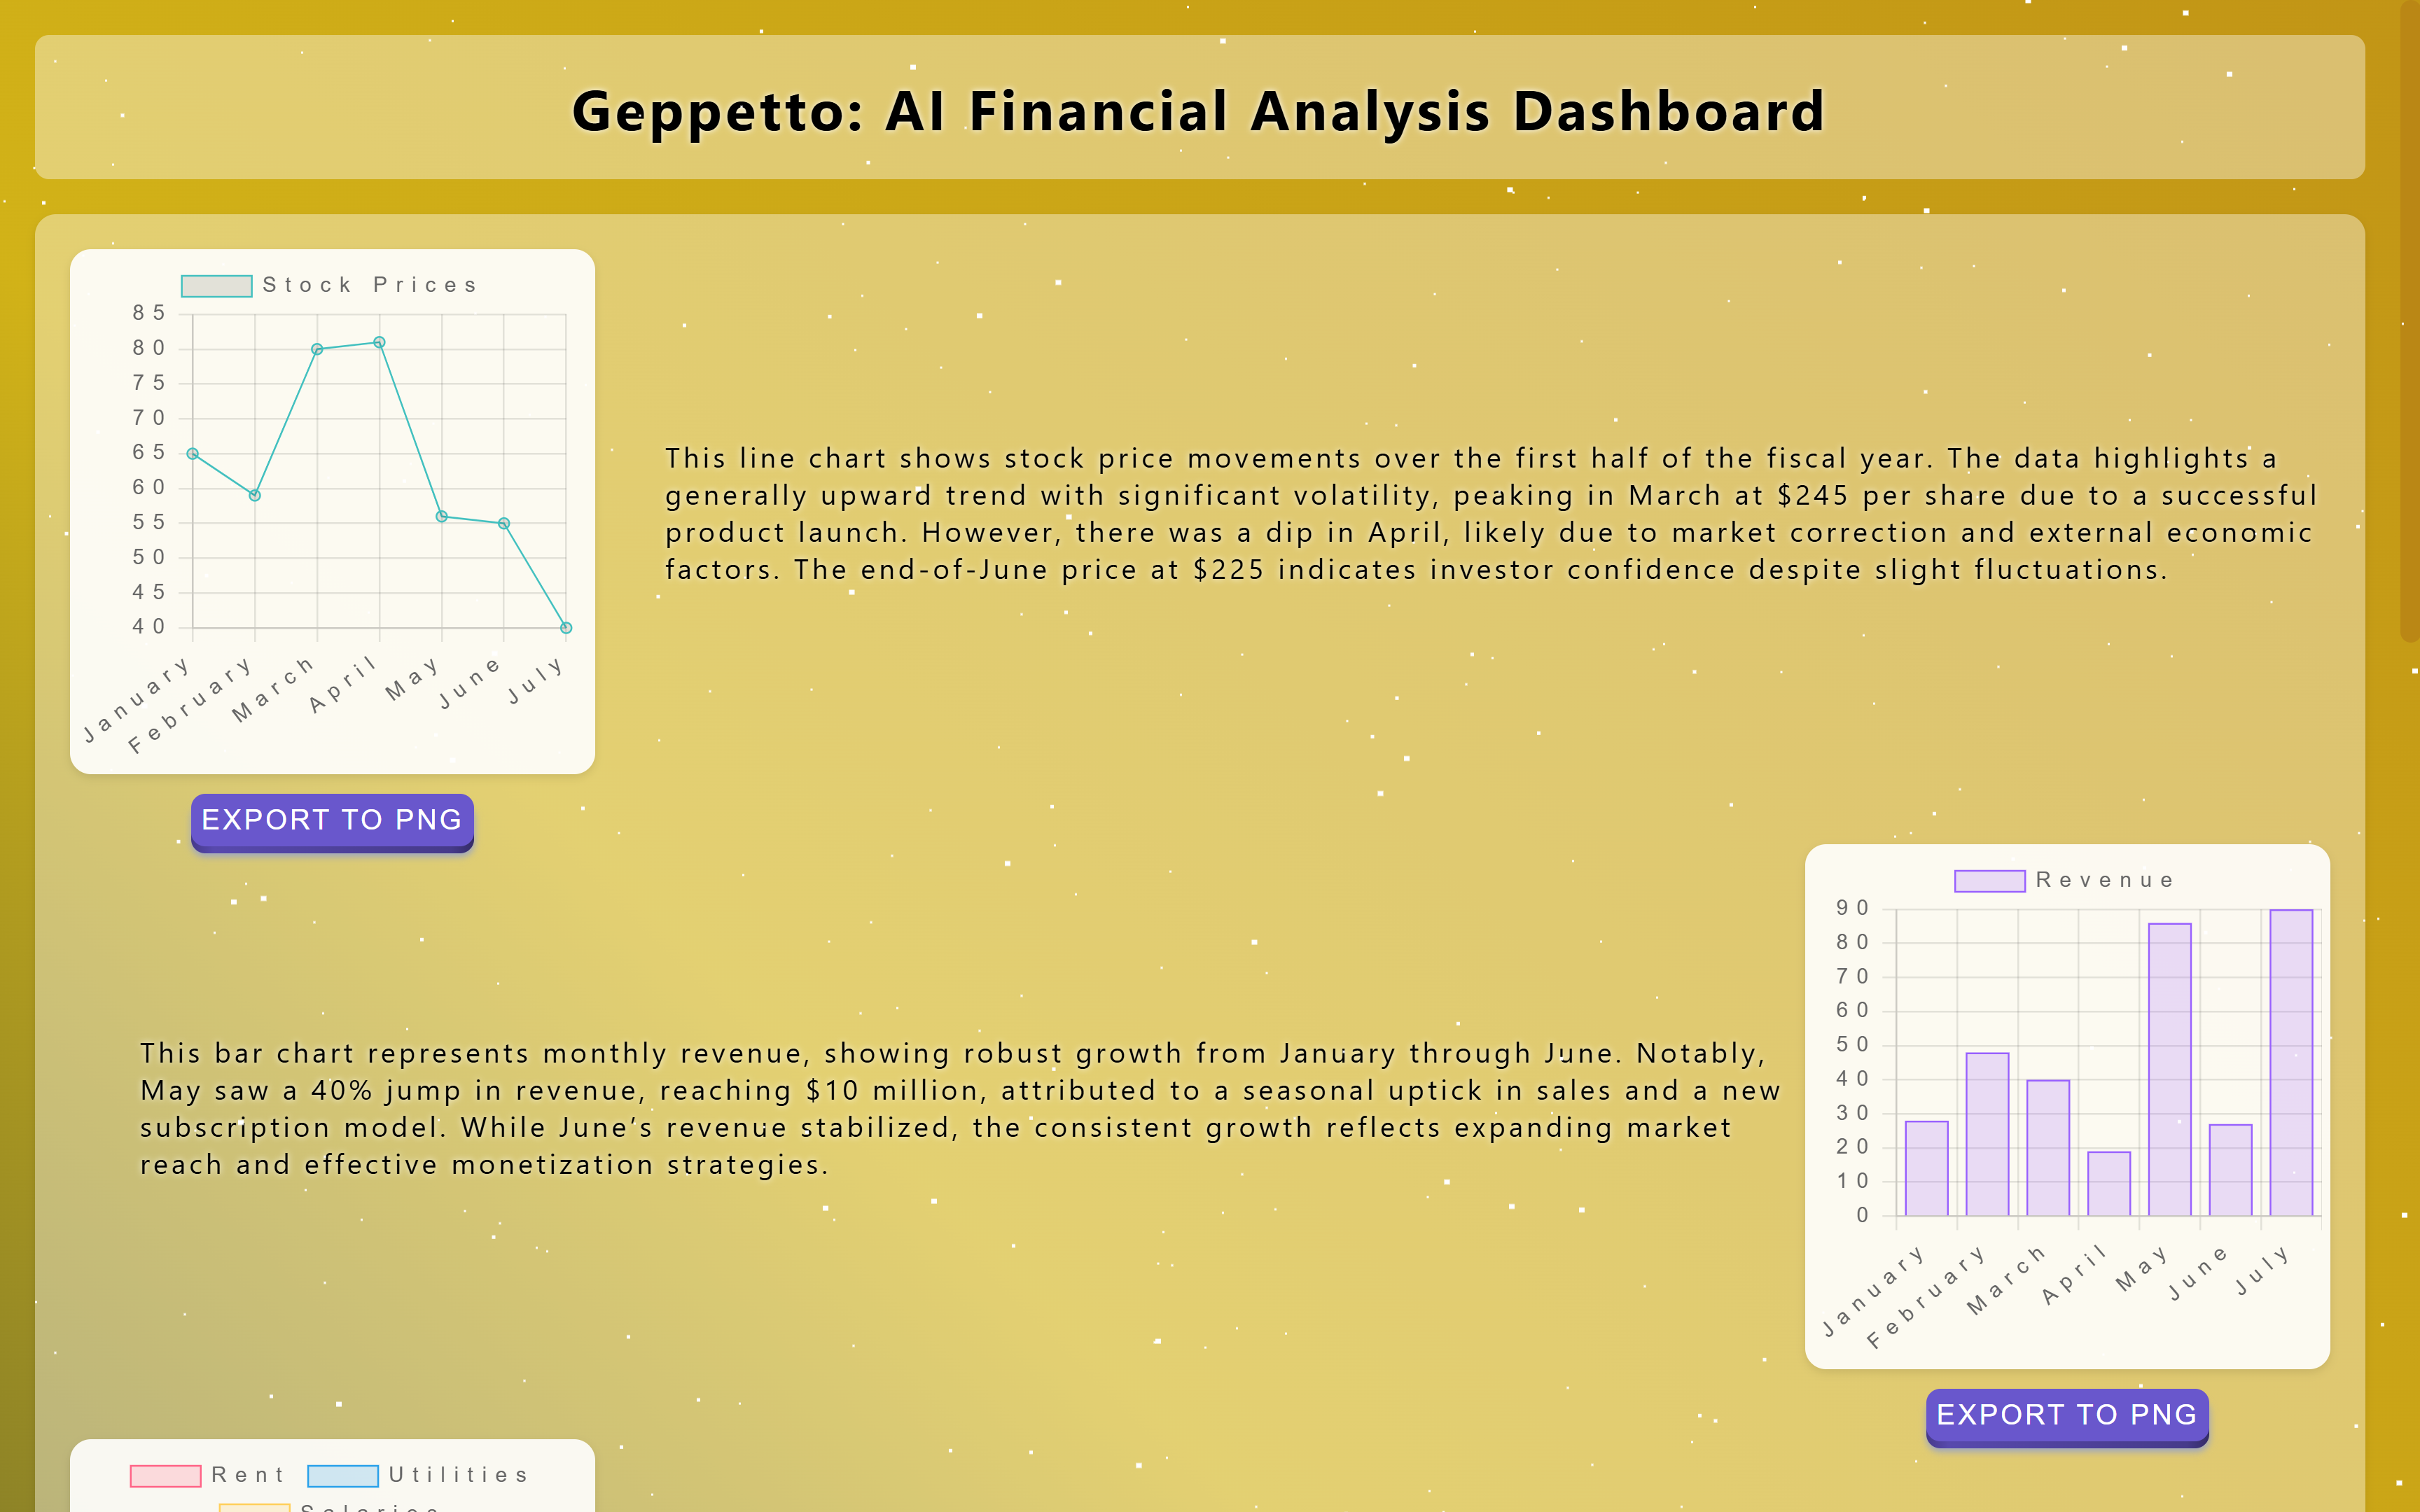 Geppetto: AI Financial Analysis Dashboard
Stock Prices
85
80
75
70
65
60
55
50
45
40
January
February
March
April
May
June
July
EXPORT TO PNG
This line chart shows stock price movements over the first half of the fiscal year. The data highlights a
generally upward trend with significant volatility, peaking in March at $245 per share due to a successful
product launch. However, there was a dip in April, likely due to market correction and external economic
factors. The end-of-June price at $225 indicates investor confidence despite slight fluctuations.
This bar chart represents monthly revenue, showing robust growth from January through June. Notably,
May saw a 40% jump in revenue, reaching $10 million, attributed to a seasonal uptick in sales and a new
subscription model. While June’s revenue stabilized, the consistent growth reflects expanding market
reach and effective monetization strategies.
Revenue
90
80
70
60
50
40
30
20
10
0
January
February
March
April
May
June
July
EXPORT TO PNG
Rent Utilities
Salaries